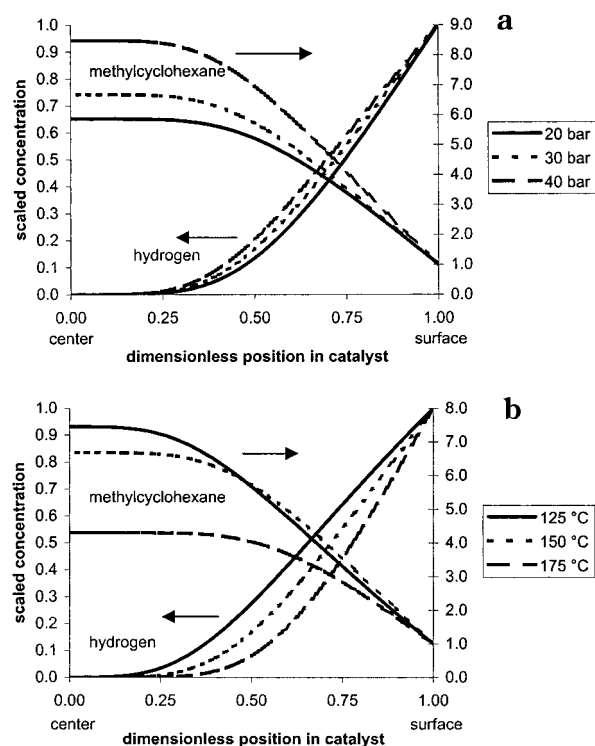 a
1.0
0.9
0.8
0.7
0.6
0.5
0.4
0.3
0.2
0.1
0.0
scaled concentration
methylcyclohexane
hydrogen
9.0
8.0
7.0
6.0
5.0
4.0
3.0
2.0
1.0
0.0
20 bar
30 bar
40 bar
0.00 0.25 0.50 0.75 1.00
center surface
dimensionless position in catalyst
b
1.0
0.9
0.8
0.7
0.6
0.5
0.4
0.3
0.2
0.1
0.0
scaled concentration
methylcyclohexane
hydrogen
8.0
7.0
6.0
5.0
4.0
3.0
2.0
1.0
0.0
125 °C
150 °C
175 °C
0.00 0.25 0.50 0.75 1.00
center surface
dimensionless position in catalyst